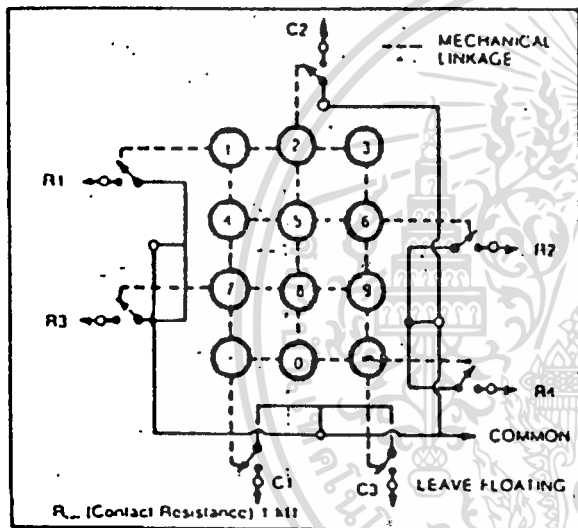 C2
MECHANICAL
LINKAGE
1 2 3
R1
4 5 6
R2
7 8 9
R3
0
R4
COMMON
C1 C3 LEAVE FLOATING
(Contact Resistance)